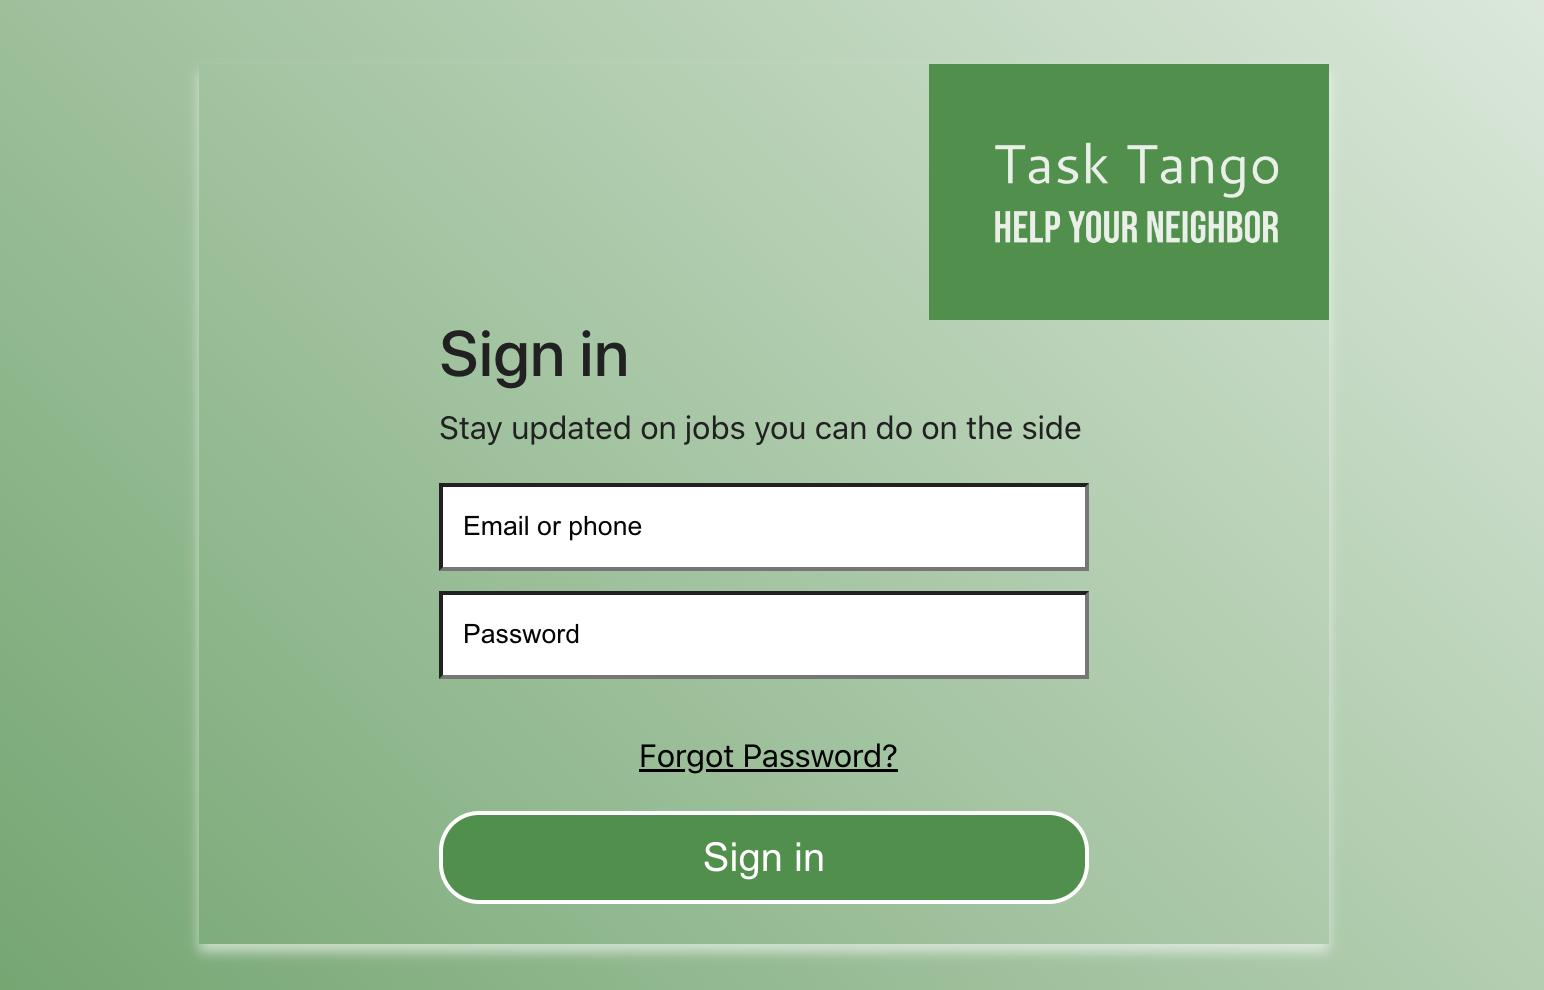 Task Tango
HELP YOUR NEIGHBOR
Sign in
Stay updated on jobs you can do on the side
Email or phone
Password
Forgot Password?
Sign in